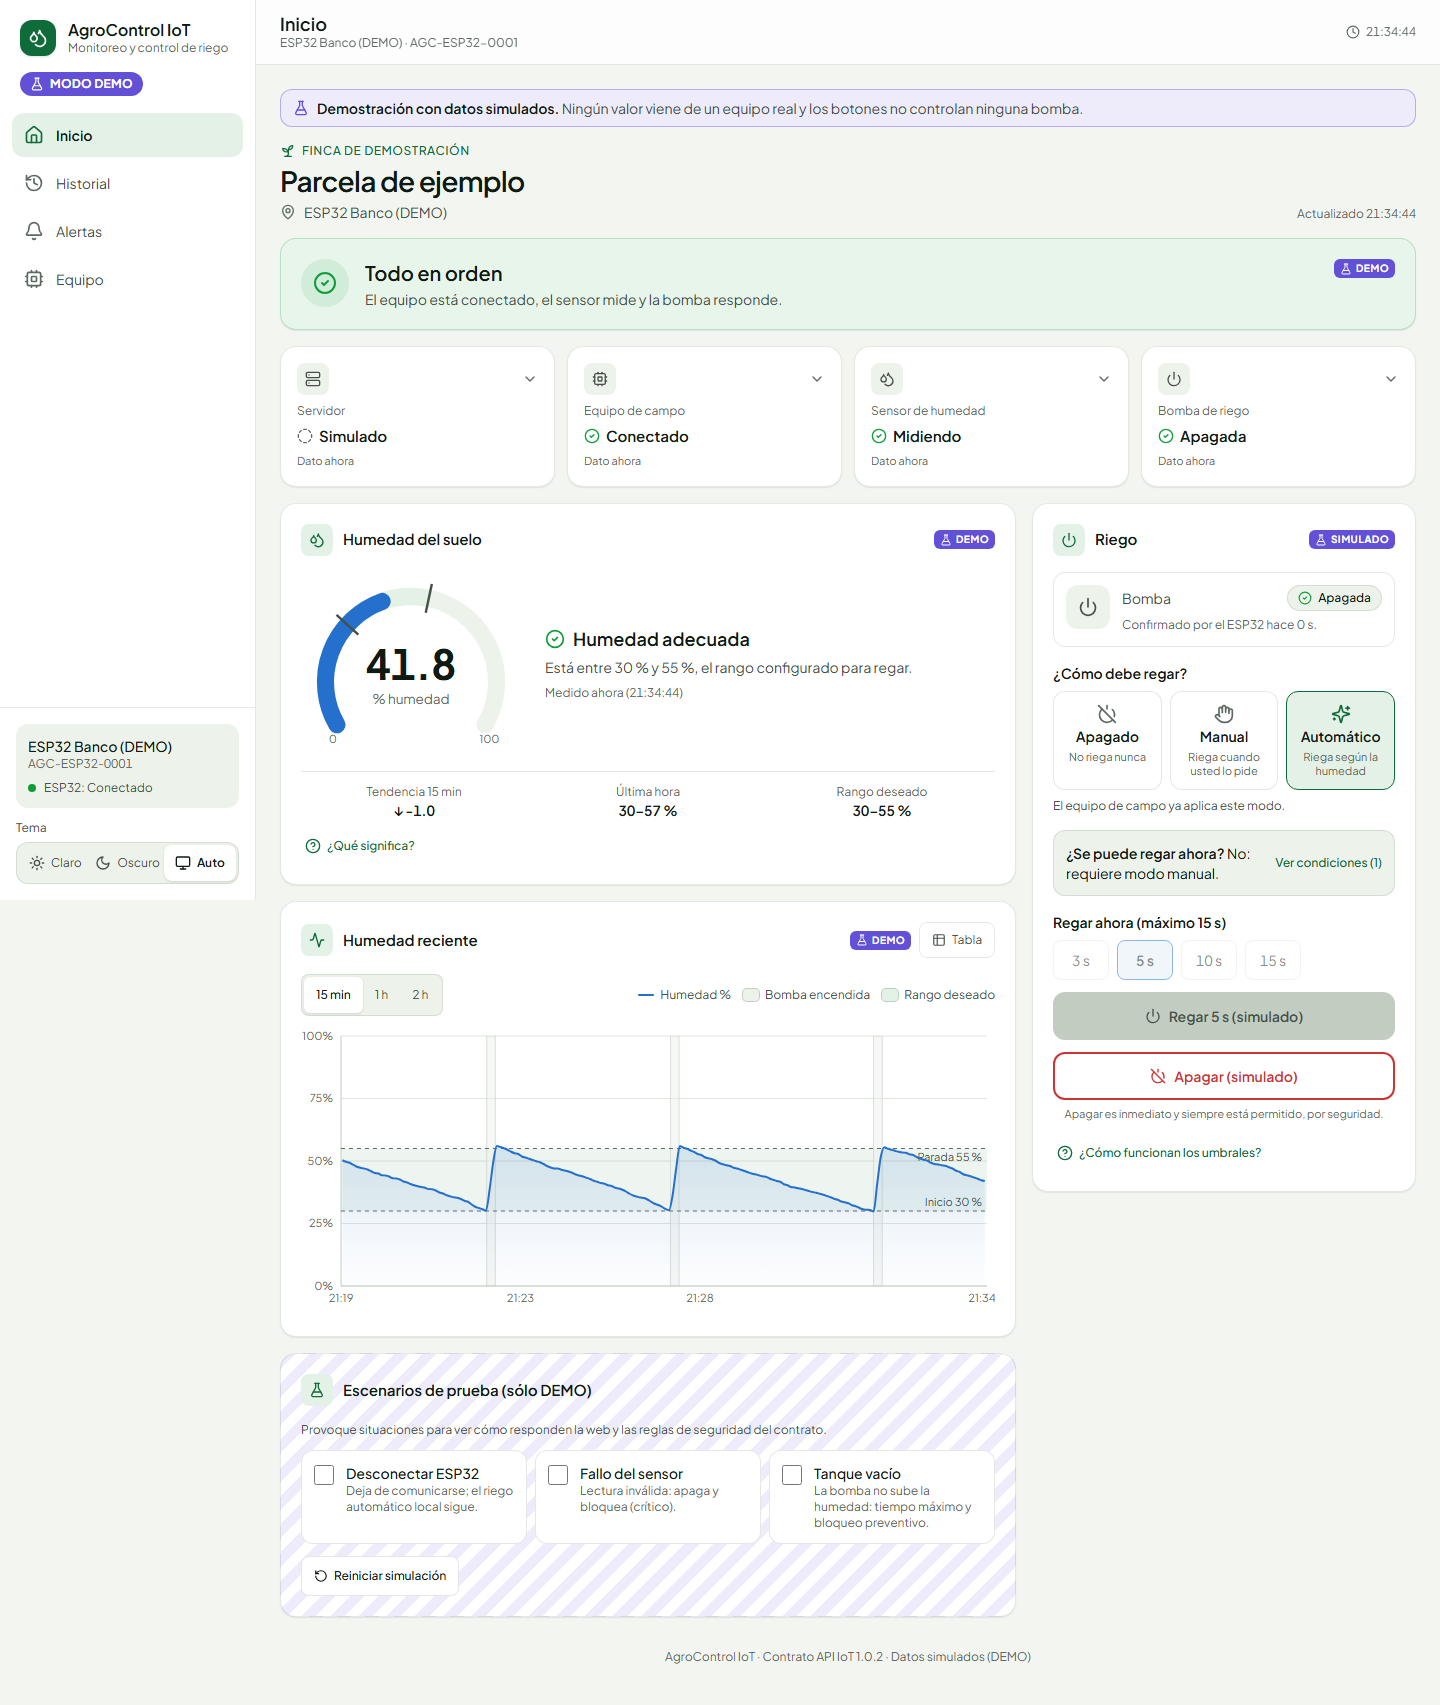 AgroControl IoT
Monitoreo y control de riego
MODO DEMO
Inicio
Historial
Alertas
Equipo
ESP32 Banco (DEMO)
AGC-ESP32-0001
ESP32: Conectado
Tema
Claro
Oscuro
Auto
Inicio
ESP32 Banco (DEMO) · AGC-ESP32-0001
21:34:44
Demostración con datos simulados. Ningún valor viene de un equipo real y los botones no controlan ninguna bomba.
FINCA DE DEMOSTRACIÓN
Parcela de ejemplo
ESP32 Banco (DEMO)
Actualizado 21:34:44
Todo en orden
El equipo está conectado, el sensor mide y la bomba responde.
DEMO
Servidor
Simulado
Dato ahora
Equipo de campo
Conectado
Dato ahora
Sensor de humedad
Midiendo
Dato ahora
Bomba de riego
Apagada
Dato ahora
Humedad del suelo
DEMO
41.8
% humedad
0
100
Humedad adecuada
Está entre 30 % y 55 %, el rango configurado para regar.
Medido ahora (21:34:44)
Tendencia 15 min
↓ -1.0
Última hora
30–57 %
Rango deseado
30–55 %
¿Qué significa?
Riego
SIMULADO
Bomba
Apagada
Confirmado por el ESP32 hace 0 s.
¿Cómo debe regar?
Apagado
No riega nunca
Manual
Riega cuando
usted lo pide
Automático
Riega según la
humedad
El equipo de campo ya aplica este modo.
¿Se puede regar ahora? No:
requiere modo manual.
Ver condiciones (1)
Regar ahora (máximo 15 s)
3 s
5 s
10 s
15 s
Regar 5 s (simulado)
Apagar (simulado)
Apagar es inmediato y siempre está permitido, por seguridad.
¿Cómo funcionan los umbrales?
Humedad reciente
DEMO
Tabla
15 min
1 h
2 h
Humedad %
Bomba encendida
Rango deseado
100%
75%
50%
25%
0%
Parada 55 %
Inicio 30 %
21:19
21:23
21:28
21:34
Escenarios de prueba (sólo DEMO)
Provoque situaciones para ver cómo responden la web y las reglas de seguridad del contrato.
Desconectar ESP32
Deja de comunicarse; el riego
automático local sigue.
Fallo del sensor
Lectura inválida: apaga y
bloquea (crítico).
Tanque vacío
La bomba no sube la
humedad: tiempo máximo y
bloqueo preventivo.
Reiniciar simulación
AgroControl IoT · Contrato API IoT 1.0.2 · Datos simulados (DEMO)